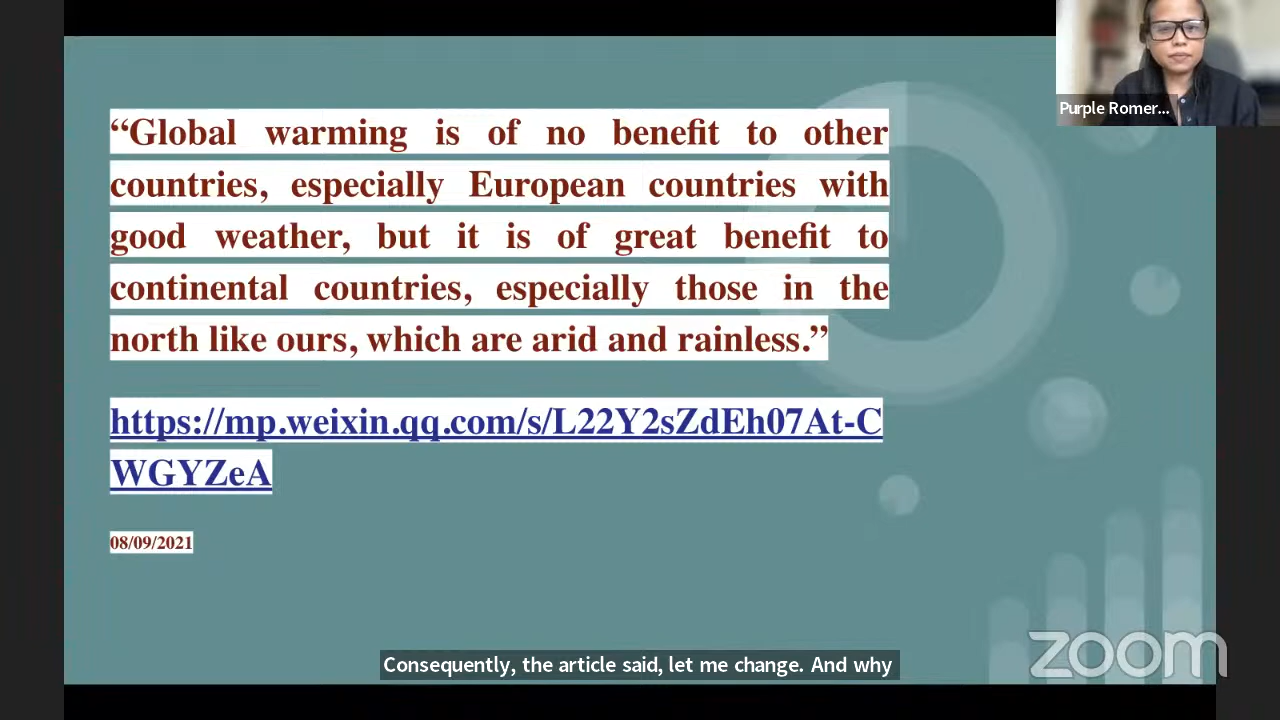 “Global warming is of no benefit to other
countries, especially European countries with
good weather, but it is of great benefit to
continental countries, especially those in the
north like ours, which are arid and rainless.”
https://mp.weixin.qq.com/s/L22Y2sZdEh07At-C
WGYZeA
08/09/2021
Purple Romer...
Consequently, the article said, let me change. And why
zoom